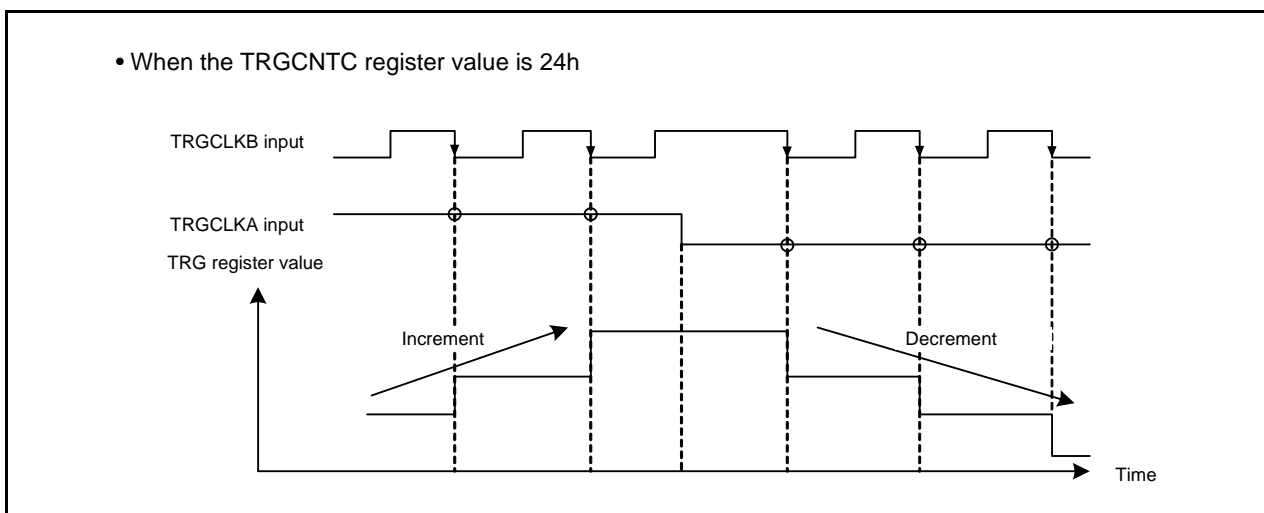 • When the TRGCNTC register value is 24h
TRGCLKB input
TRGCLKA input
TRG register value
Increment
Decrement
Time